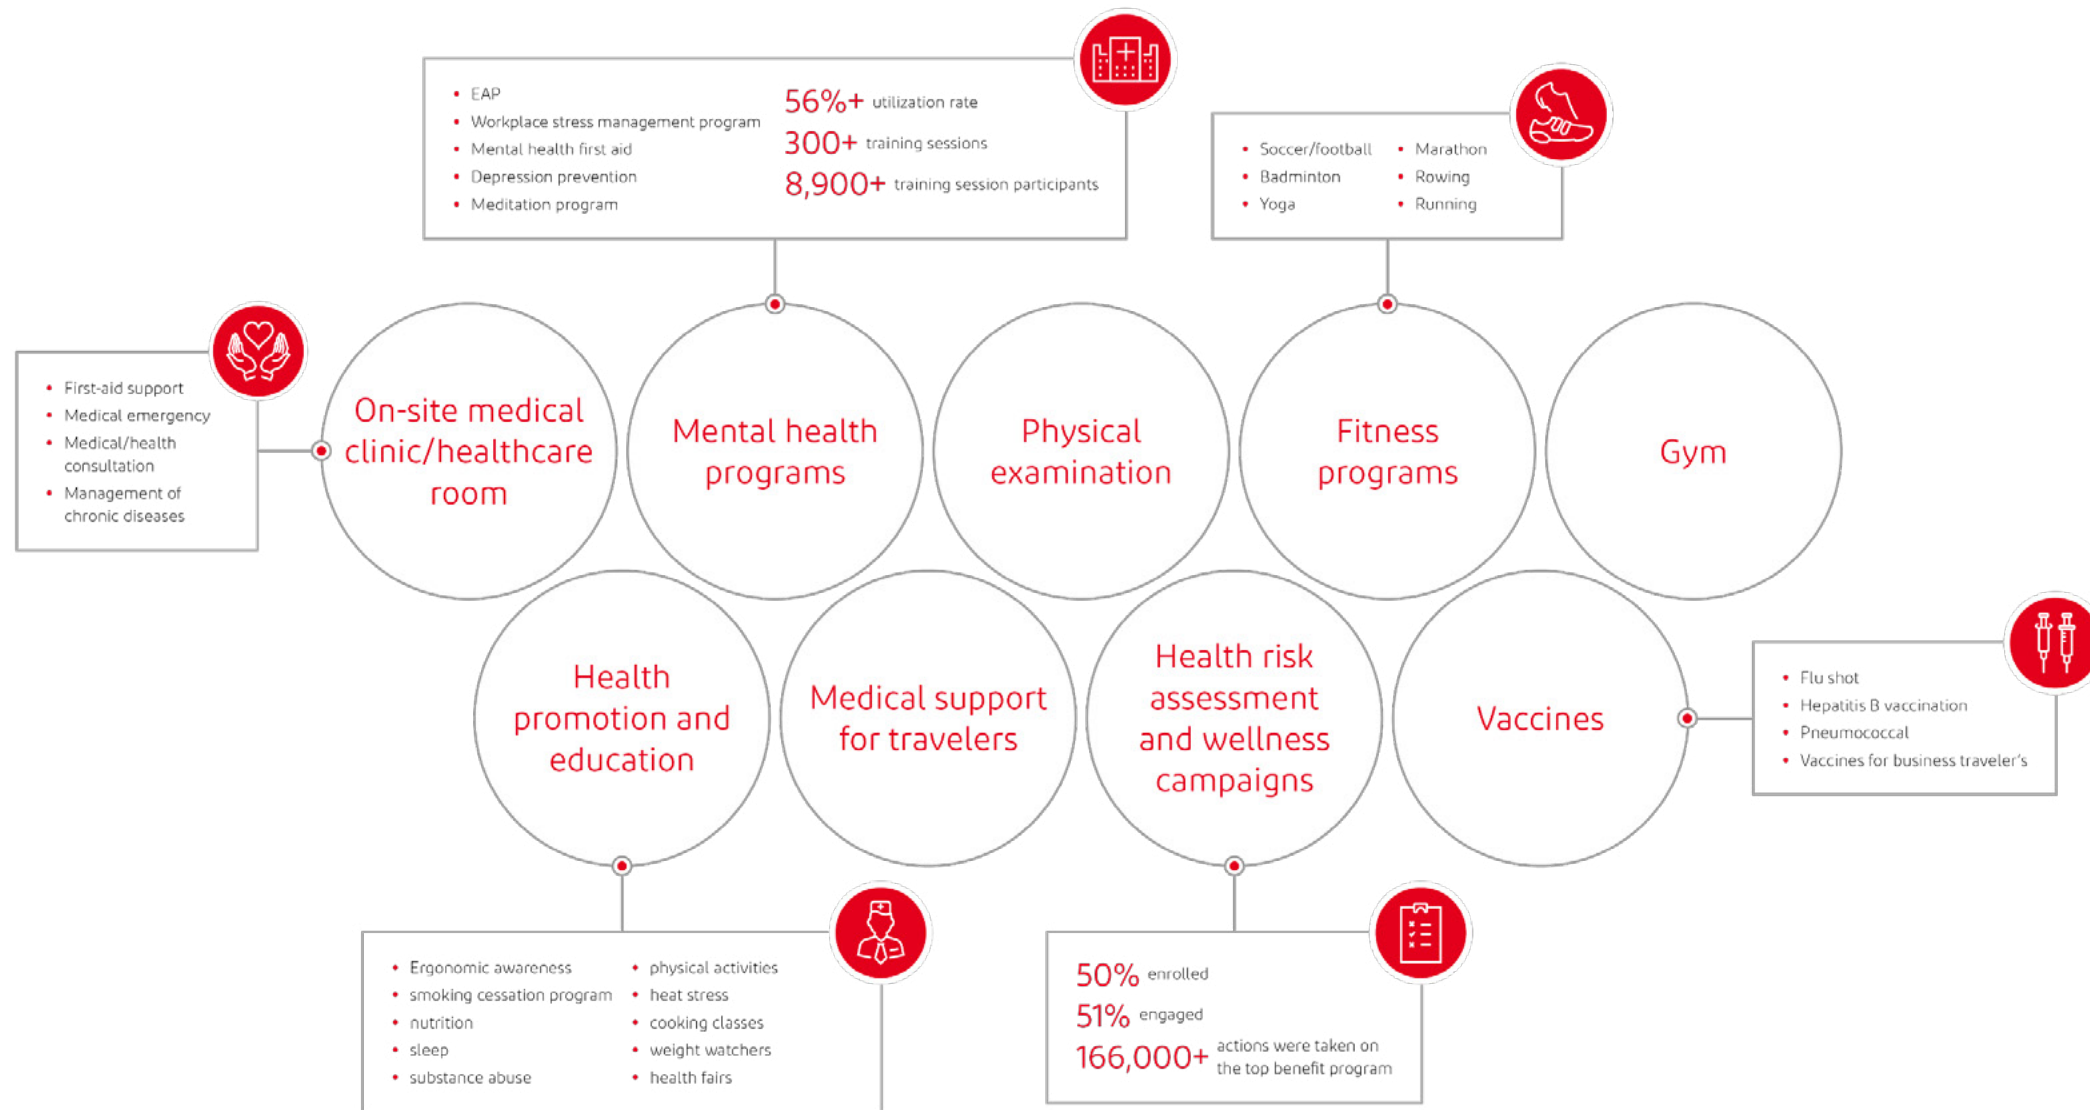 • EAP
• Workplace stress management program
• Mental health first aid
• Depression prevention
• Meditation program
56%+ utilization rate
300+ training sessions
8,900+ training session participants
• Soccer/football
• Badminton
• Yoga
• Marathon
• Rowing
• Running
• First-aid support
• Medical emergency
• Medical/health
consultation
• Management of
chronic diseases
On-site medical
clinic/healthcare
room
Mental health
programs
Physical
examination
Fitness
programs
Gym
Health
promotion and
education
Medical support
for travelers
Health risk
assessment
and wellness
campaigns
Vaccines
• Flu shot
• Hepatitis B vaccination
• Pneumococcal
• Vaccines for business traveler's
• Ergonomic awareness
• smoking cessation program
• nutrition
• sleep
• substance abuse
• physical activities
• heat stress
• cooking classes
• weight watchers
• health fairs
50% enrolled
51% engaged
166,000+ actions were taken on
the top benefit program